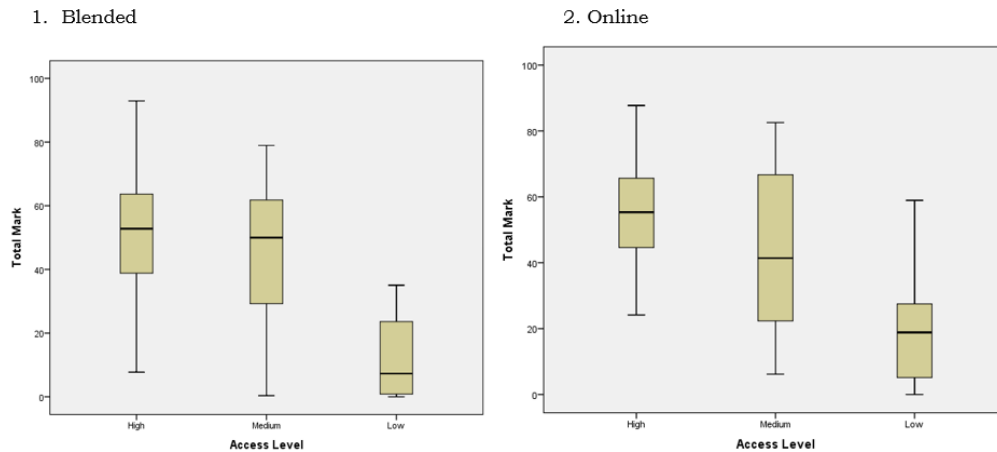 1. Blended
2. Online
100
80
60
40
20
0
Total Mark
High Medium Low
Access Level
100
80
60
40
20
0
Total Mark
High Medium Low
Access Level